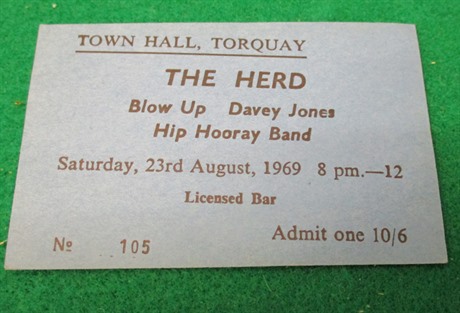 TOWN HALL, TORQUAY
THE HERD
Blow Up Davey Jones
Hip Hooray Band
Saturday, 23rd August, 1969 8 pm.—12
Licensed Bar
Admit one 10/6
No 105